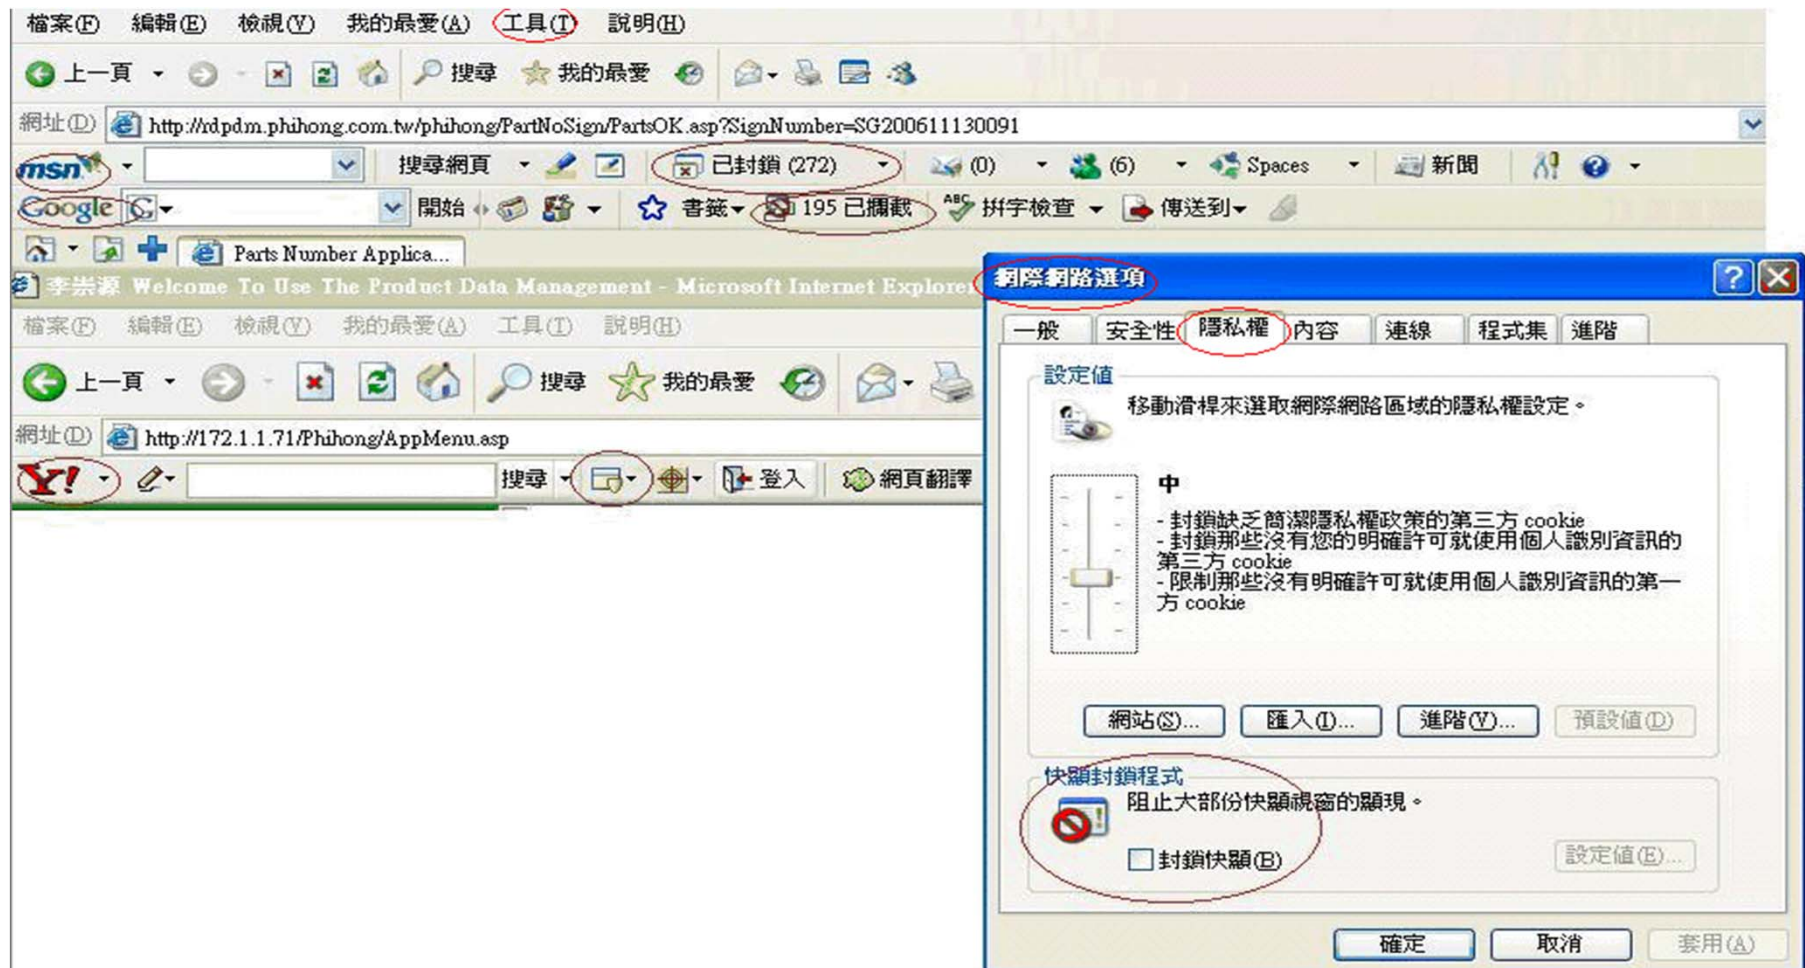 檔案(F) 編輯(E) 檢視(V) 我的最愛(A) 工具(T) 說明(H)
上一頁 搜尋 我的最愛
網址(D) http://rdpdm.phihong.com.tw/phihong/PartNoSign/PartsOK.asp?SignNumber=SG200611130091
msn 搜尋網頁 已封鎖 (272) (0) (6) Spaces 新聞
Google G 開始 書籤 195 已攔截 ABC 拼字檢查 傳送到
Parts Number Applica...
李崇源 Welcome To Use The Product Data Management - Microsoft Internet Explorer
檔案(F) 編輯(E) 檢視(V) 我的最愛(A) 工具(T) 說明(H)
上一頁 搜尋 我的最愛
網址(D) http://172.1.1.71/Phihong/AppMenu.asp
Y! 搜尋 登入 網頁翻譯
網際網路選項
一般 安全性 隱私權 內容 連線 程式集 進階
設定值
移動滑桿來選取網際網路區域的隱私權設定。
中
- 封鎖缺乏簡潔隱私權政策的第三方 cookie
- 封鎖那些沒有您的明確許可就使用個人識別資訊的
第三方 cookie
- 限制那些沒有明確許可就使用個人識別資訊的第一
方 cookie
網站(S)... 匯入(I)... 進階(V)... 預設值(D)
快顯封鎖程式
阻止大部份快顯視窗的顯現。
封鎖快顯(B) 設定值(E)...
確定 取消 套用(A)